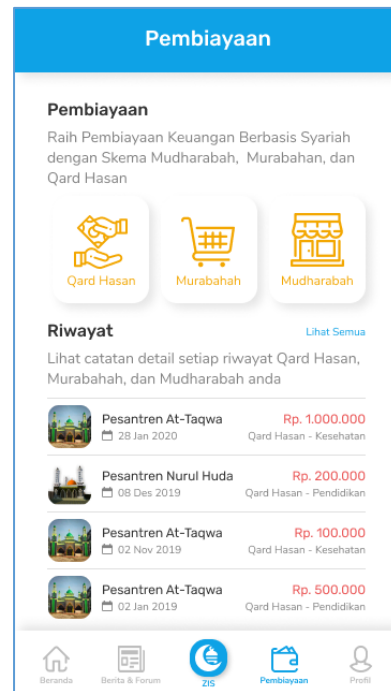 Pembiayaan
Pembiayaan
Raih Pembiayaan Keuangan Berbasis Syariah
dengan Skema Mudharabah, Murabahan, dan
Qard Hasan
Qard Hasan
Murabahah
Mudharabah
Riwayat
Lihat Semua
Lihat catatan detail setiap riwayat Qard Hasan,
Murabahah, dan Mudharabah anda
Pesantren At-Taqwa
Rp. 1.000.000
28 Jan 2020
Qard Hasan - Kesehatan
Pesantren Nurul Huda
Rp. 200.000
08 Des 2019
Qard Hasan - Pendidikan
Pesantren At-Taqwa
Rp. 100.000
02 Nov 2019
Qard Hasan - Kesehatan
Pesantren At-Taqwa
Rp. 500.000
02 Jan 2019
Qard Hasan - Pendidikan
Beranda
Berita & Forum
ZIS
Pembiayaan
Profil